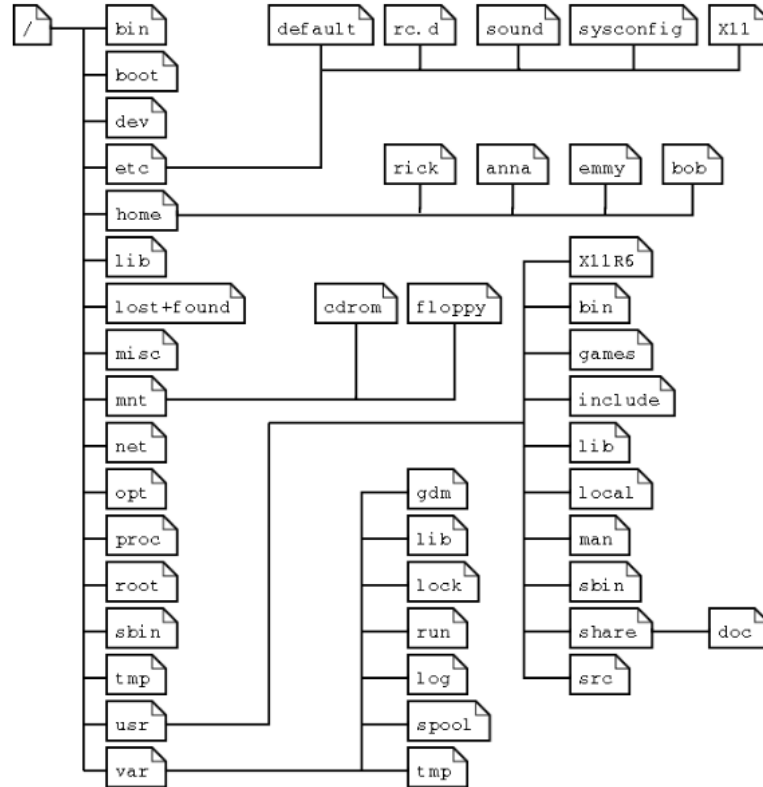 / bin default rc.d sound sysconfig X11
boot
dev
etc
rick anna emmy bob
home
lib X11R6
lost+found cdrom floppy bin
misc games
mnt include
net lib
opt gdm local
proc lib man
root lock sbin
sbin run share doc
tmp log src
usr spool
var tmp